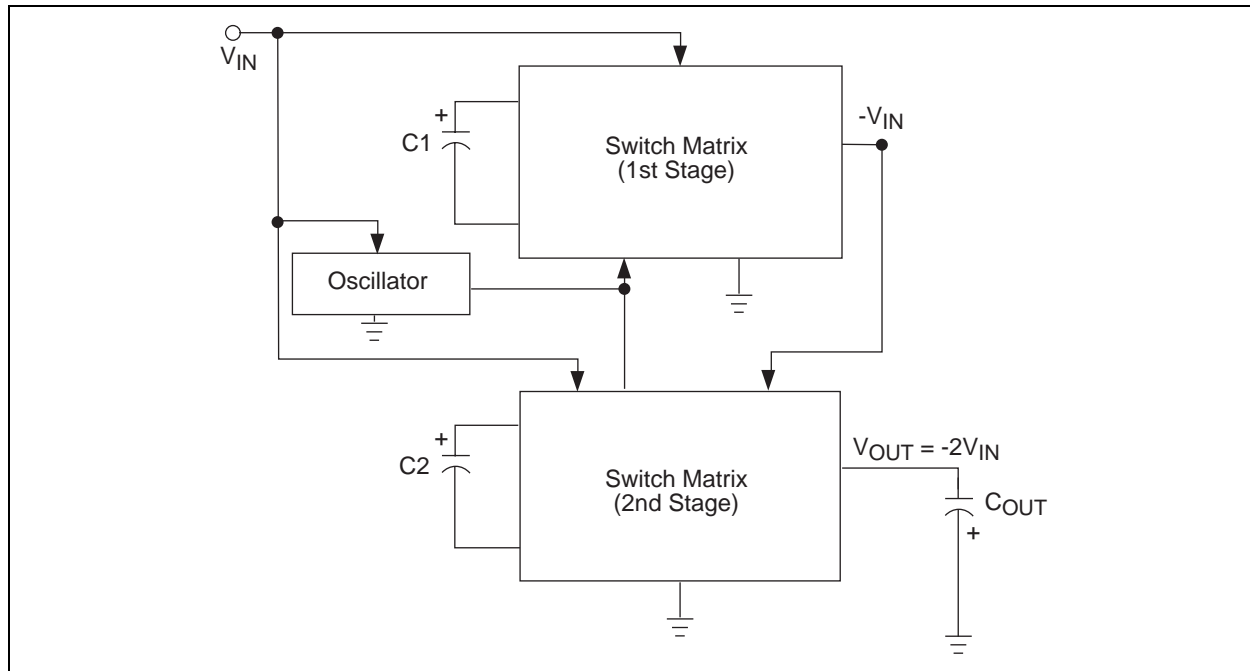 V_IN
-V_IN
+
C1
Switch Matrix
(1st Stage)
Oscillator
+
C2
Switch Matrix
(2nd Stage)
V_OUT = -2V_IN
C_OUT
+